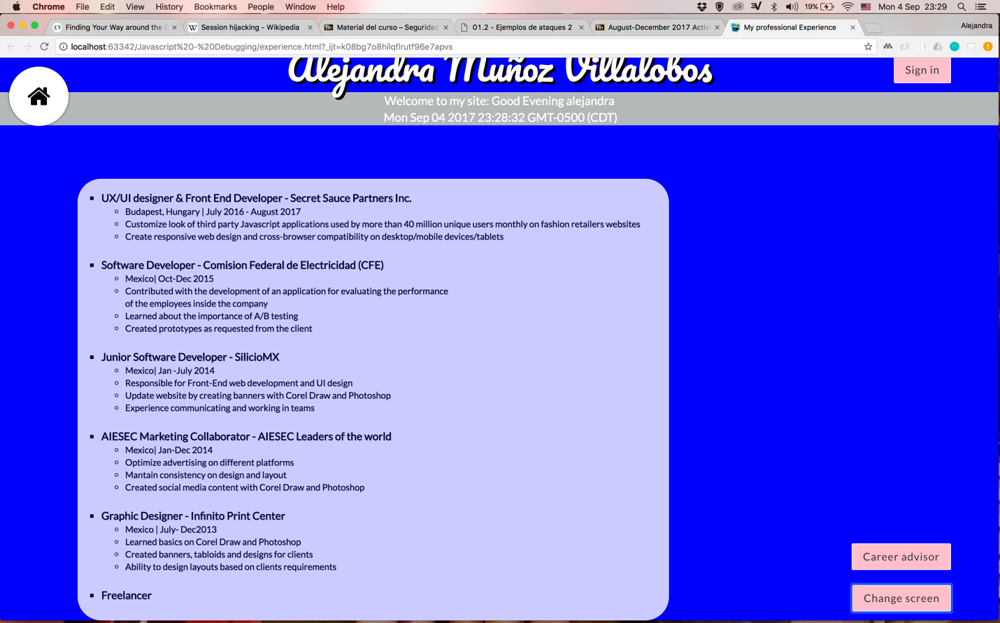 Chrome File Edit View History Bookmarks People Window Help 19% Mon 4 Sep 23:29
Finding Your Way around the C Session hijacking - Wikipedia Material del curso – Seguridad 01.2 - Ejemplos de ataques 2 August-December 2017 Activi My professional Experience Alejandra
localhost:63342/Javascript%20-%20Debugging/experience.html?_ijt=k08bg7o8hilqflrutf96e7apvs
Alejandra Muñoz Villalobos
Sign in
Welcome to my site: Good Evening alejandra
Mon Sep 04 2017 23:28:32 GMT-0500 (CDT)
UX/UI designer & Front End Developer - Secret Sauce Partners Inc.
Budapest, Hungary | July 2016 - August 2017
Customize look of third party Javascript applications used by more than 40 million unique users monthly on fashion retailers websites
Create responsive web design and cross-browser compatibility on desktop/mobile devices/tablets
Software Developer - Comision Federal de Electricidad (CFE)
Mexico| Oct-Dec 2015
Contributed with the development of an application for evaluating the performance
of the employees inside the company
Learned about the importance of A/B testing
Created prototypes as requested from the client
Junior Software Developer - SilicioMX
Mexico| Jan -July 2014
Responsible for Front-End web development and UI design
Update website by creating banners with Corel Draw and Photoshop
Experience communicating and working in teams
AIESEC Marketing Collaborator - AIESEC Leaders of the world
Mexico| Jan-Dec 2014
Optimize advertising on different platforms
Mantain consistency on design and layout
Created social media content with Corel Draw and Photoshop
Graphic Designer - Infinito Print Center
Mexico | July- Dec2013
Learned basics on Corel Draw and Photoshop
Created banners, tabloids and designs for clients
Ability to design layouts based on clients requirements
Freelancer
Career advisor
Change screen